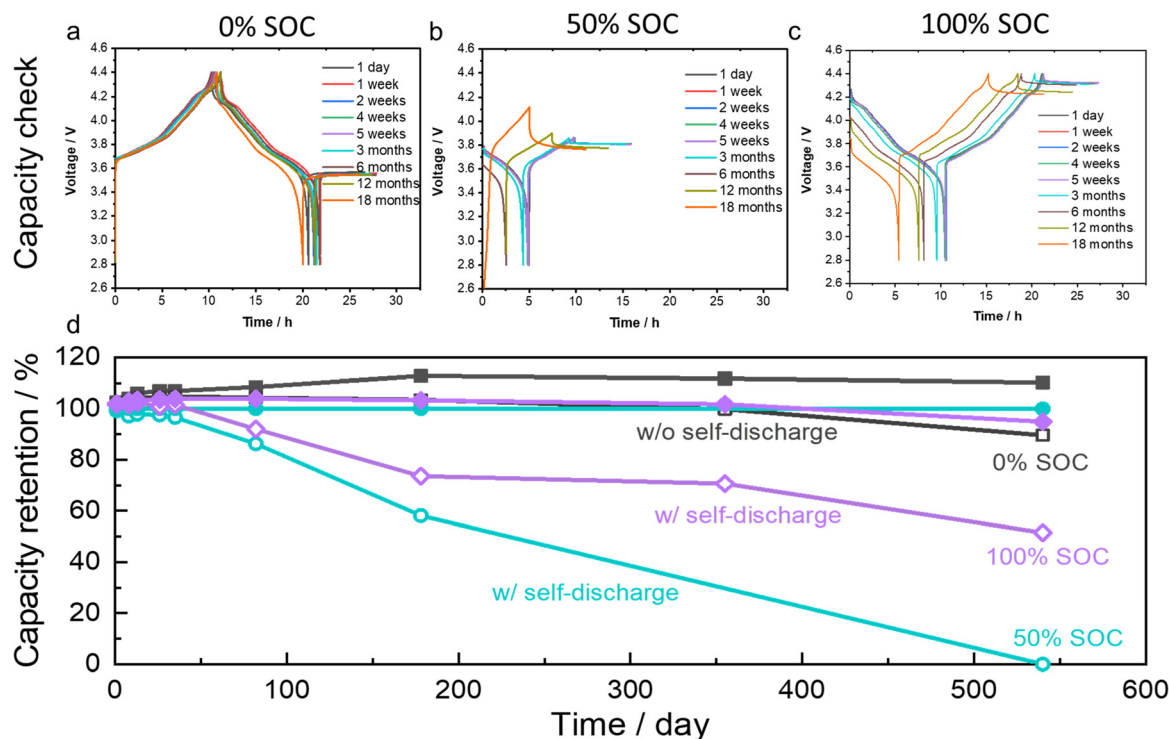 0% SOC
50% SOC
100% SOC
Capacity check
a
Voltage / V
4.6
4.4
4.2
4.0
3.8
3.6
3.4
3.2
3.0
2.8
2.6
0
5
10
15
20
25
30
Time / h
1 day
1 week
2 weeks
4 weeks
5 weeks
3 months
6 months
12 months
18 months
b
Voltage / V
4.6
4.4
4.2
4.0
3.8
3.6
3.4
3.2
3.0
2.8
2.6
0
5
10
15
20
25
30
Time / h
1 day
1 week
2 weeks
4 weeks
5 weeks
3 months
6 months
12 months
18 months
c
Voltage / V
4.6
4.4
4.2
4.0
3.8
3.6
3.4
3.2
3.0
2.8
2.6
0
5
10
15
20
25
30
Time / h
1 day
1 week
2 weeks
4 weeks
5 weeks
3 months
6 months
12 months
18 months
d
Capacity retention / %
120
100
80
60
40
20
0
w/o self-discharge
0% SOC
w/ self-discharge
100% SOC
w/ self-discharge
50% SOC
0
100
200
300
400
500
600
Time / day